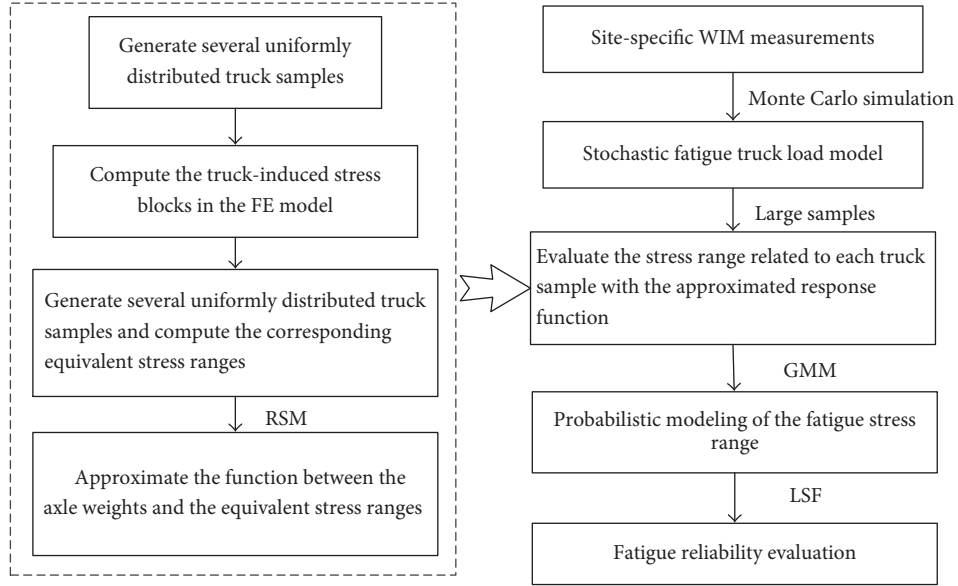 Generate several uniformly
distributed truck samples
Compute the truck-induced stress
blocks in the FE model
Generate several uniformly distributed truck
samples and compute the corresponding
equivalent stress ranges
RSM
Approximate the function between the
axle weights and the equivalent stress ranges
Site-specific WIM measurements
Monte Carlo simulation
Stochastic fatigue truck load model
Large samples
Evaluate the stress range related to each truck
sample with the approximated response
function
GMM
Probabilistic modeling of the fatigue stress
range
LSF
Fatigue reliability evaluation